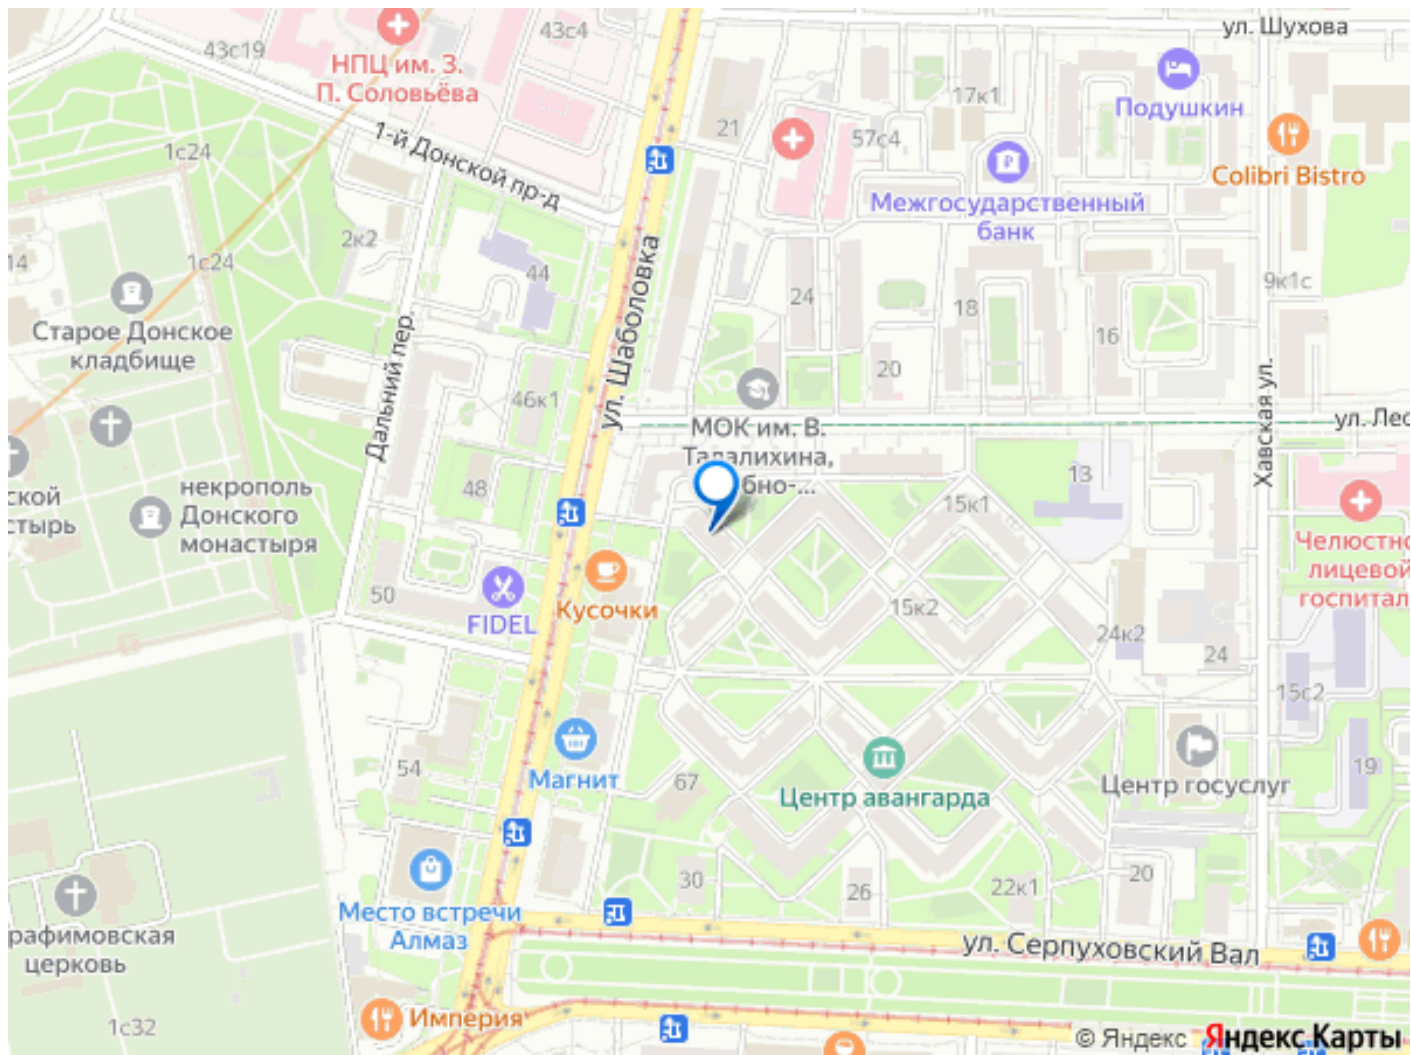 ул. Шухова
43с4
43с19
НПЦ им. З.
П. Соловьёва
17к1
Подушкин
21
57с4
1-й Донской пр-д
1с24
Colibri Bistro
Межгосударственный
банк
2к2
1с24
14
44
ул. Шаболовка
24
9к1с
18
16
Старое Донское
кладбище
Дальний пер.
20
46к1
Хавская ул.
МОК им. В.
ской
стырь
некрополь
Донского
монастыря
48
13
15к1
Челюстно
лицевой
госпитал
50
FIDEL
Кусочки
15к2
24к2
24
15с2
54
Магнит
67
Центр авангарда
Центр госуслуг
19
30
26
22к1
20
Место встречи
Алмаз
рафимовская
церковь
ул. Серпуховский Вал
1с32
Империя
© Яндекс Яндекс Карты